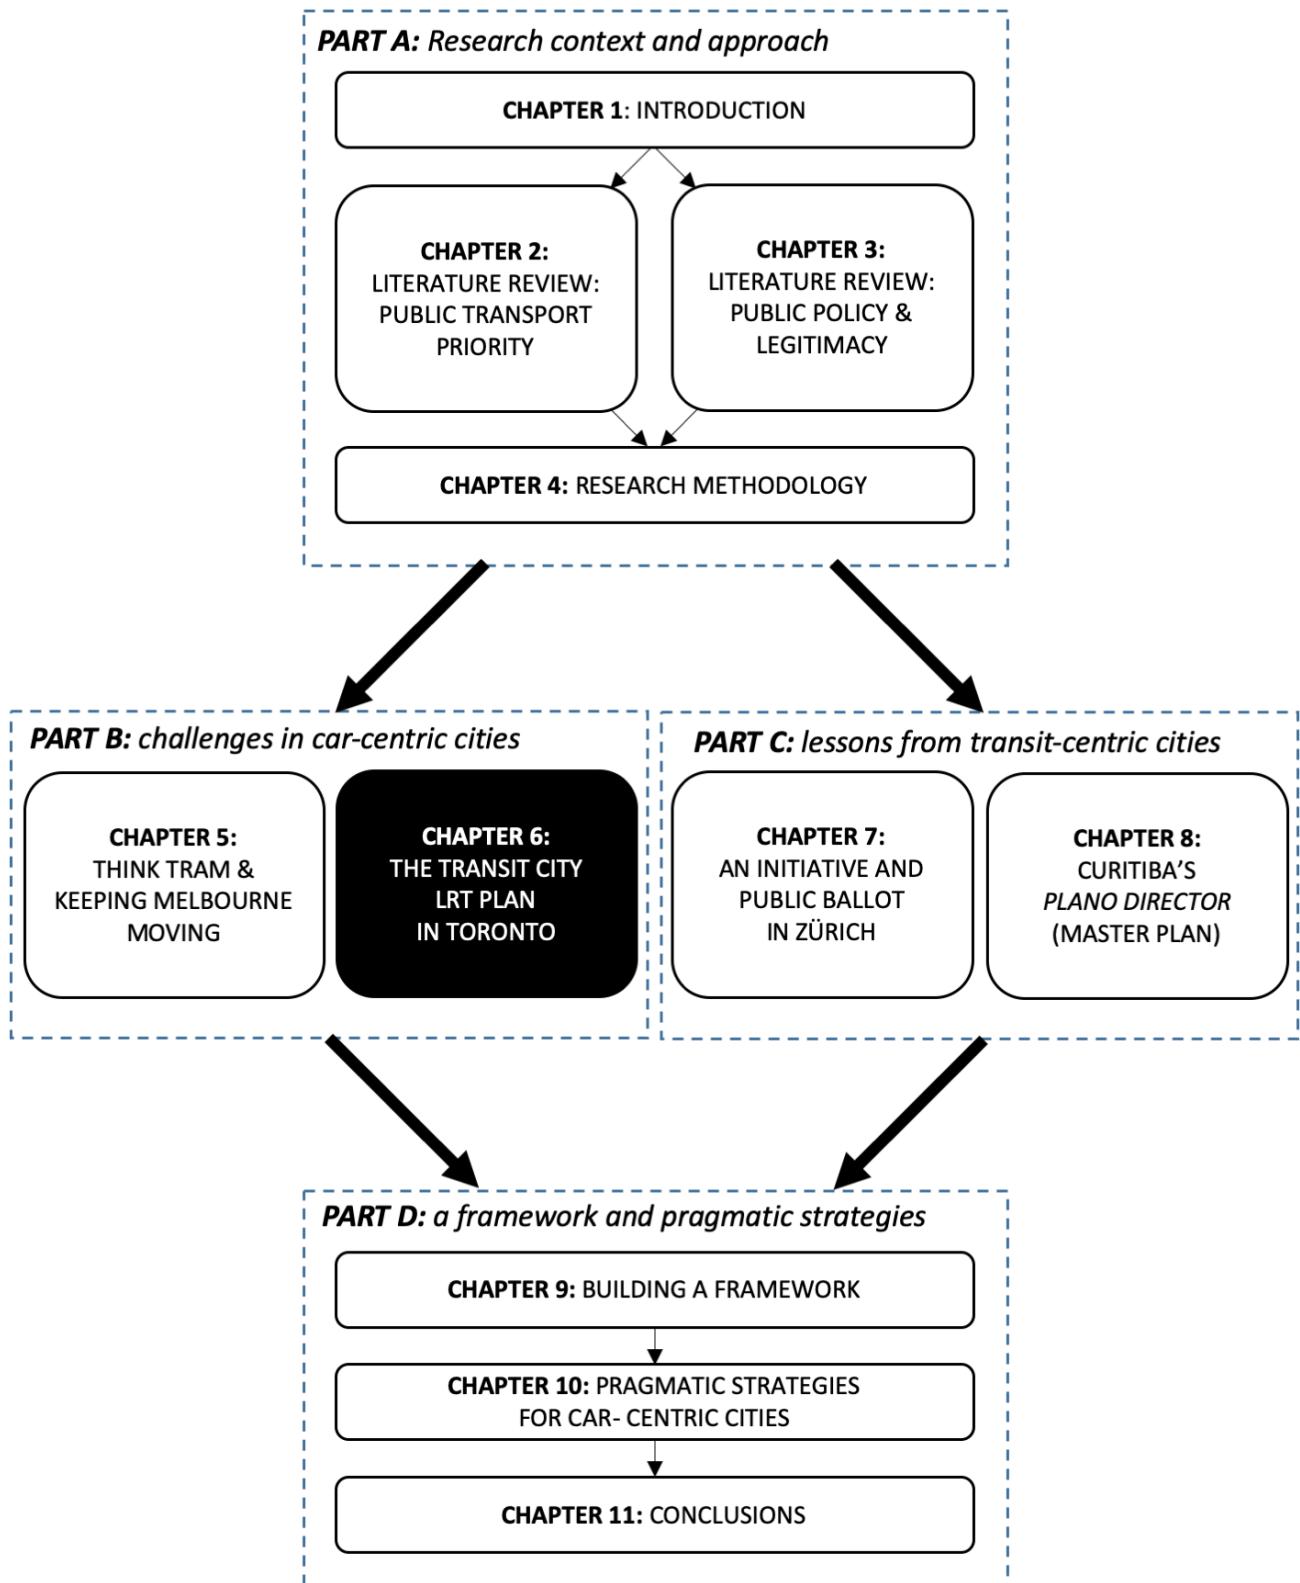 PART A: Research context and approach
CHAPTER 1: INTRODUCTION
CHAPTER 2:
LITERATURE REVIEW:
PUBLIC TRANSPORT
PRIORITY
CHAPTER 3:
LITERATURE REVIEW:
PUBLIC POLICY &
LEGITIMACY
CHAPTER 4: RESEARCH METHODOLOGY
PART B: challenges in car-centric cities
CHAPTER 5:
THINK TRAM &
KEEPING MELBOURNE
MOVING
CHAPTER 6:
THE TRANSIT CITY
LRT PLAN
IN TORONTO
PART C: lessons from transit-centric cities
CHAPTER 7:
AN INITIATIVE AND
PUBLIC BALLOT
IN ZÜRICH
CHAPTER 8:
CURITIBA’S
PLANO DIRECTOR
(MASTER PLAN)
PART D: a framework and pragmatic strategies
CHAPTER 9: BUILDING A FRAMEWORK
CHAPTER 10: PRAGMATIC STRATEGIES
FOR CAR- CENTRIC CITIES
CHAPTER 11: CONCLUSIONS